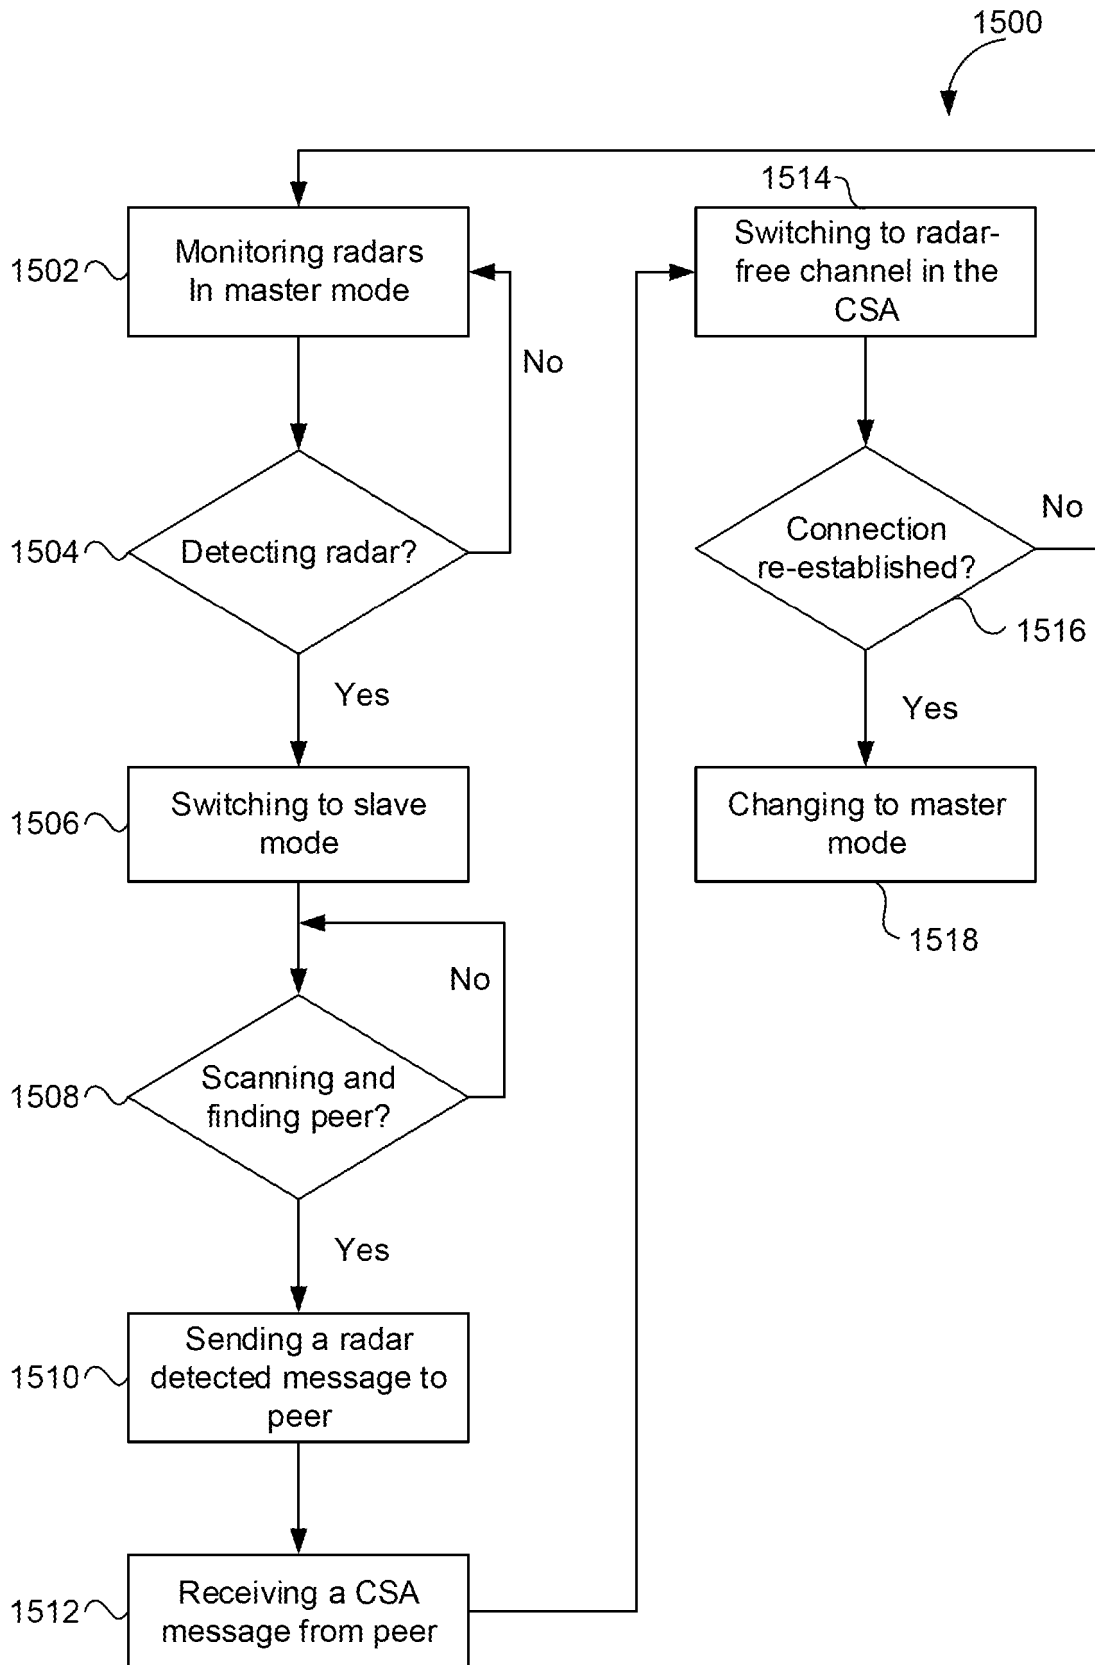 1500
1502
Monitoring radars
In master mode
No
1504
Detecting radar?
Yes
1506
Switching to slave
mode
No
1508
Scanning and
finding peer?
Yes
1510
Sending a radar
detected message to
peer
1512
Receiving a CSA
message from peer
1514
Switching to radar-
free channel in the
CSA
No
Connection
re-established?
1516
Yes
Changing to master
mode
1518